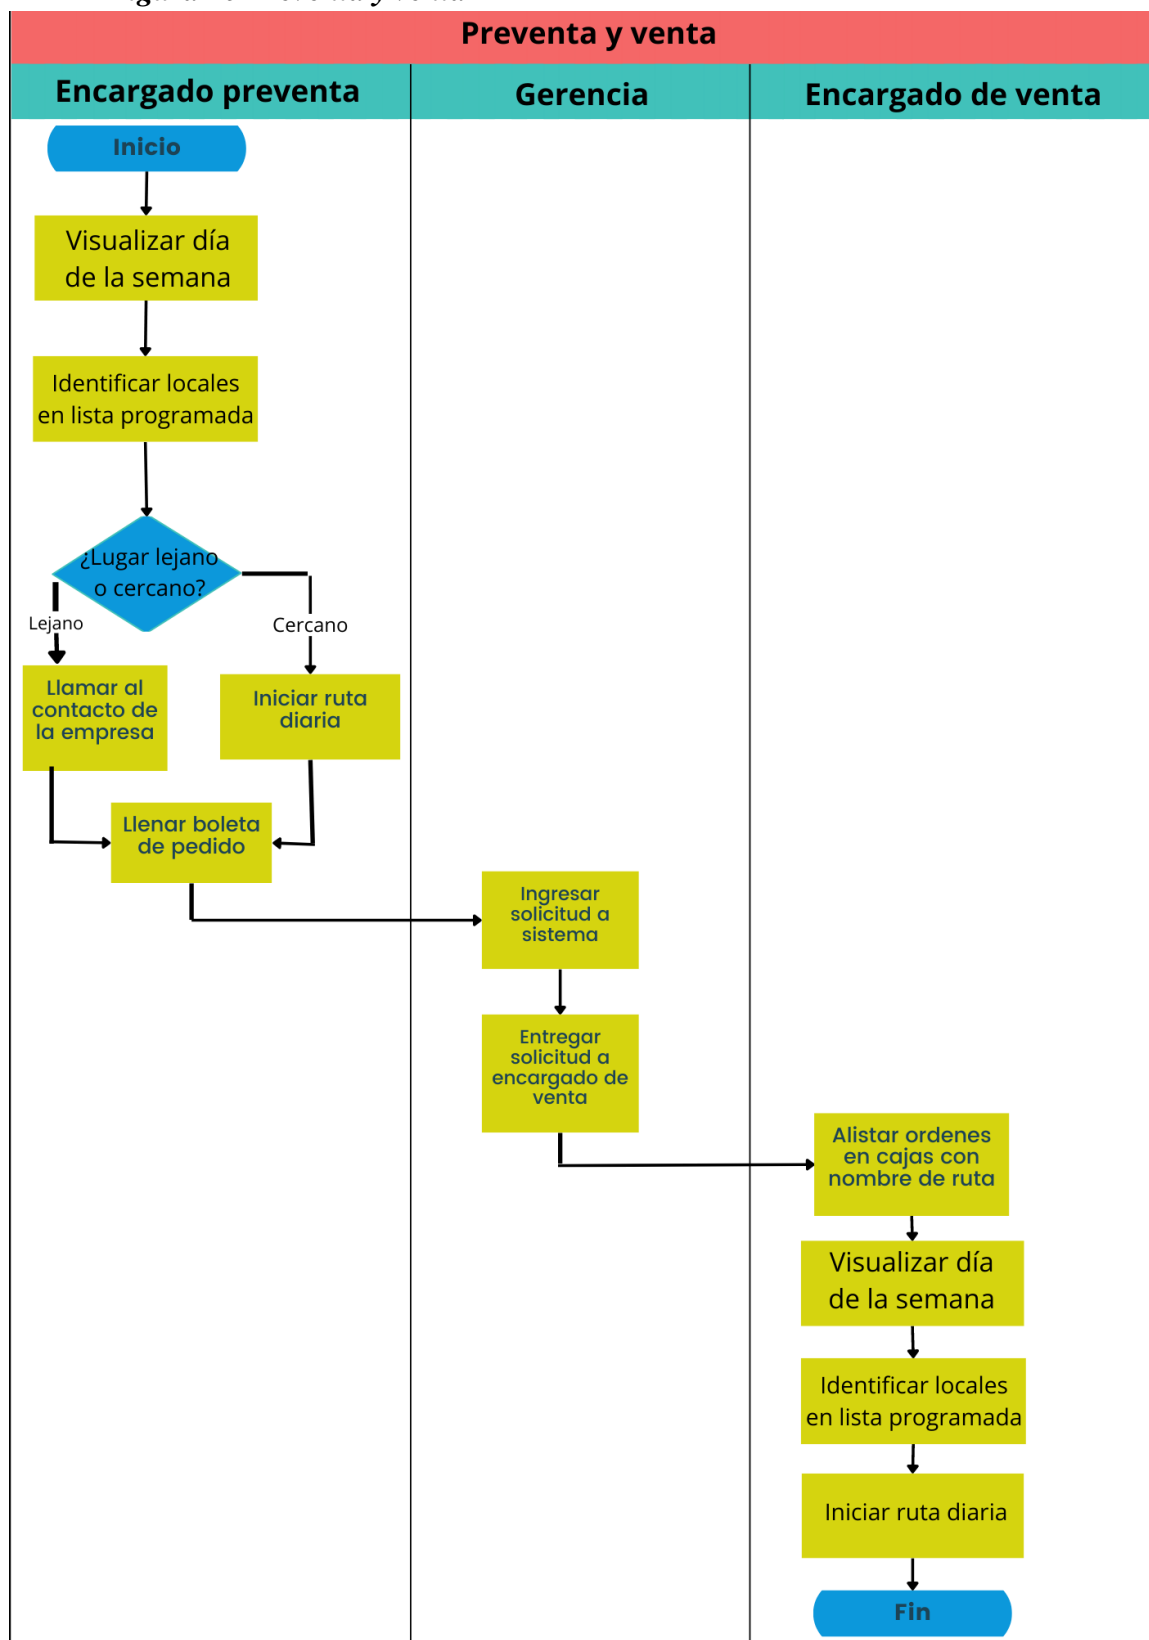 Preventa y venta
Encargado preventa
Gerencia
Encargado de venta
Inicio
Visualizar día
de la semana
Identificar locales
en lista programada
¿Lugar lejano
o cercano?
Lejano
Cercano
Llamar al
contacto de
la empresa
Iniciar ruta
diaria
Llenar boleta
de pedido
Ingresar
solicitud a
sistema
Entregar
solicitud a
encargado de
venta
Alistar ordenes
en cajas con
nombre de ruta
Visualizar día
de la semana
Identificar locales
en lista programada
Iniciar ruta diaria
Fin